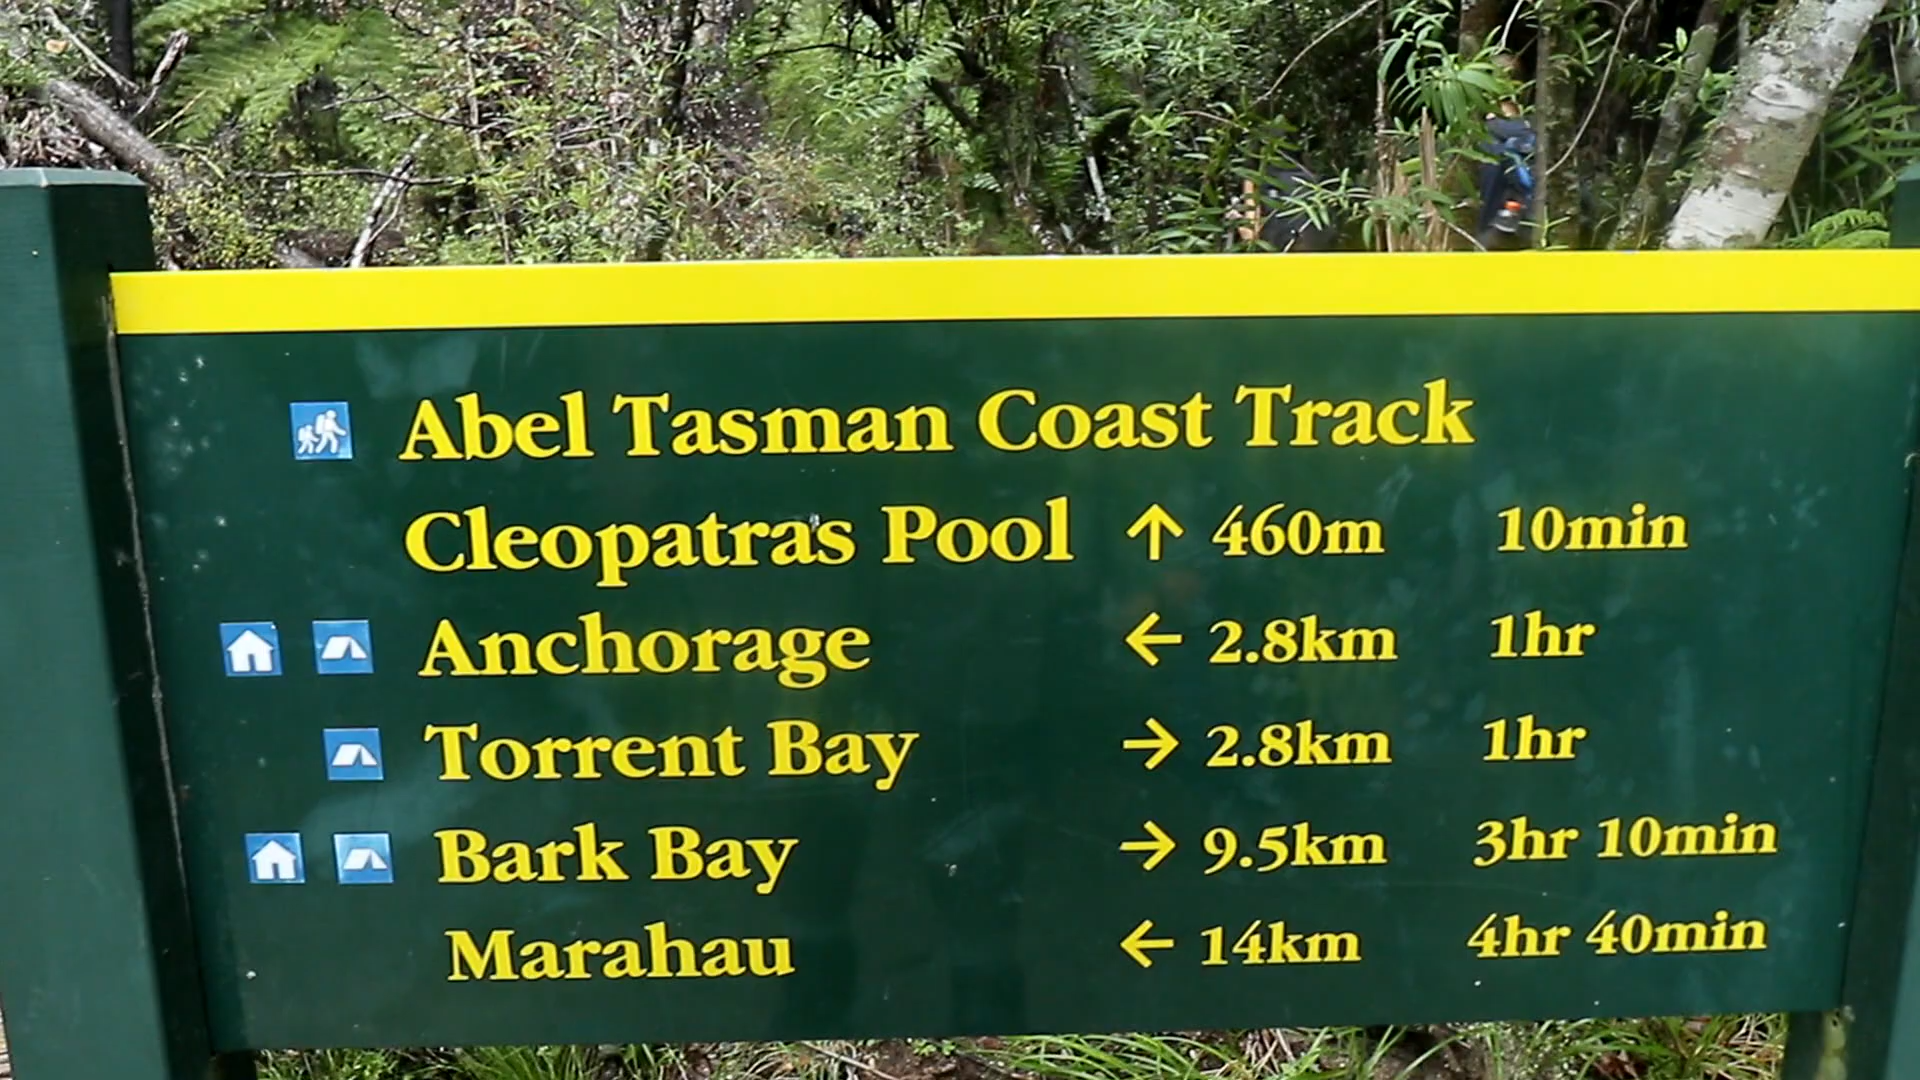 Abel Tasman Coast Track
Cleopatras Pool ↑ 460m 10min
Anchorage ← 2.8km 1hr
Torrent Bay → 2.8km 1hr
Bark Bay → 9.5km 3hr 10min
Marahau ← 14km 4hr 40min